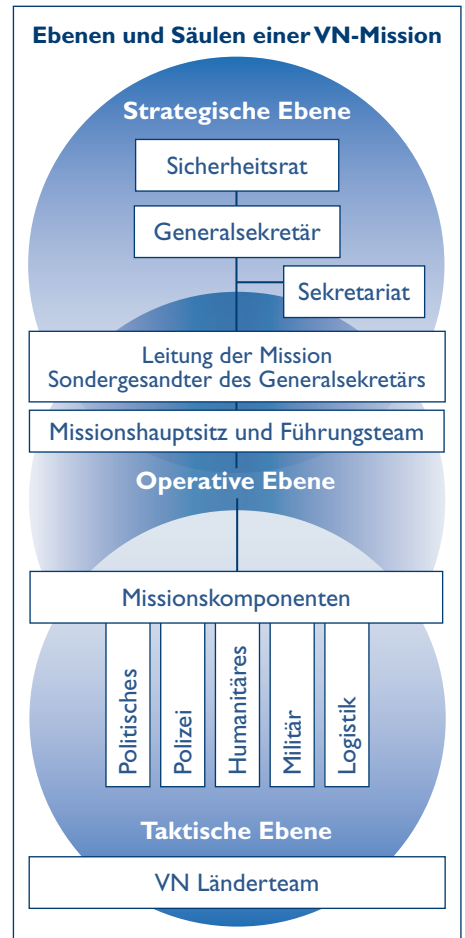 Ebenen und Säulen einer VN-Mission
Strategische Ebene
Sicherheitsrat
Generalsekretär
Sekretariat
Leitung der Mission
Sondergesandter des Generalsekretärs
Missionshauptsitz und Führungsteam
Operative Ebene
Missionskomponenten
Politisches
Polizei
Humanitäres
Militär
Logistik
Taktische Ebene
VN Länderteam